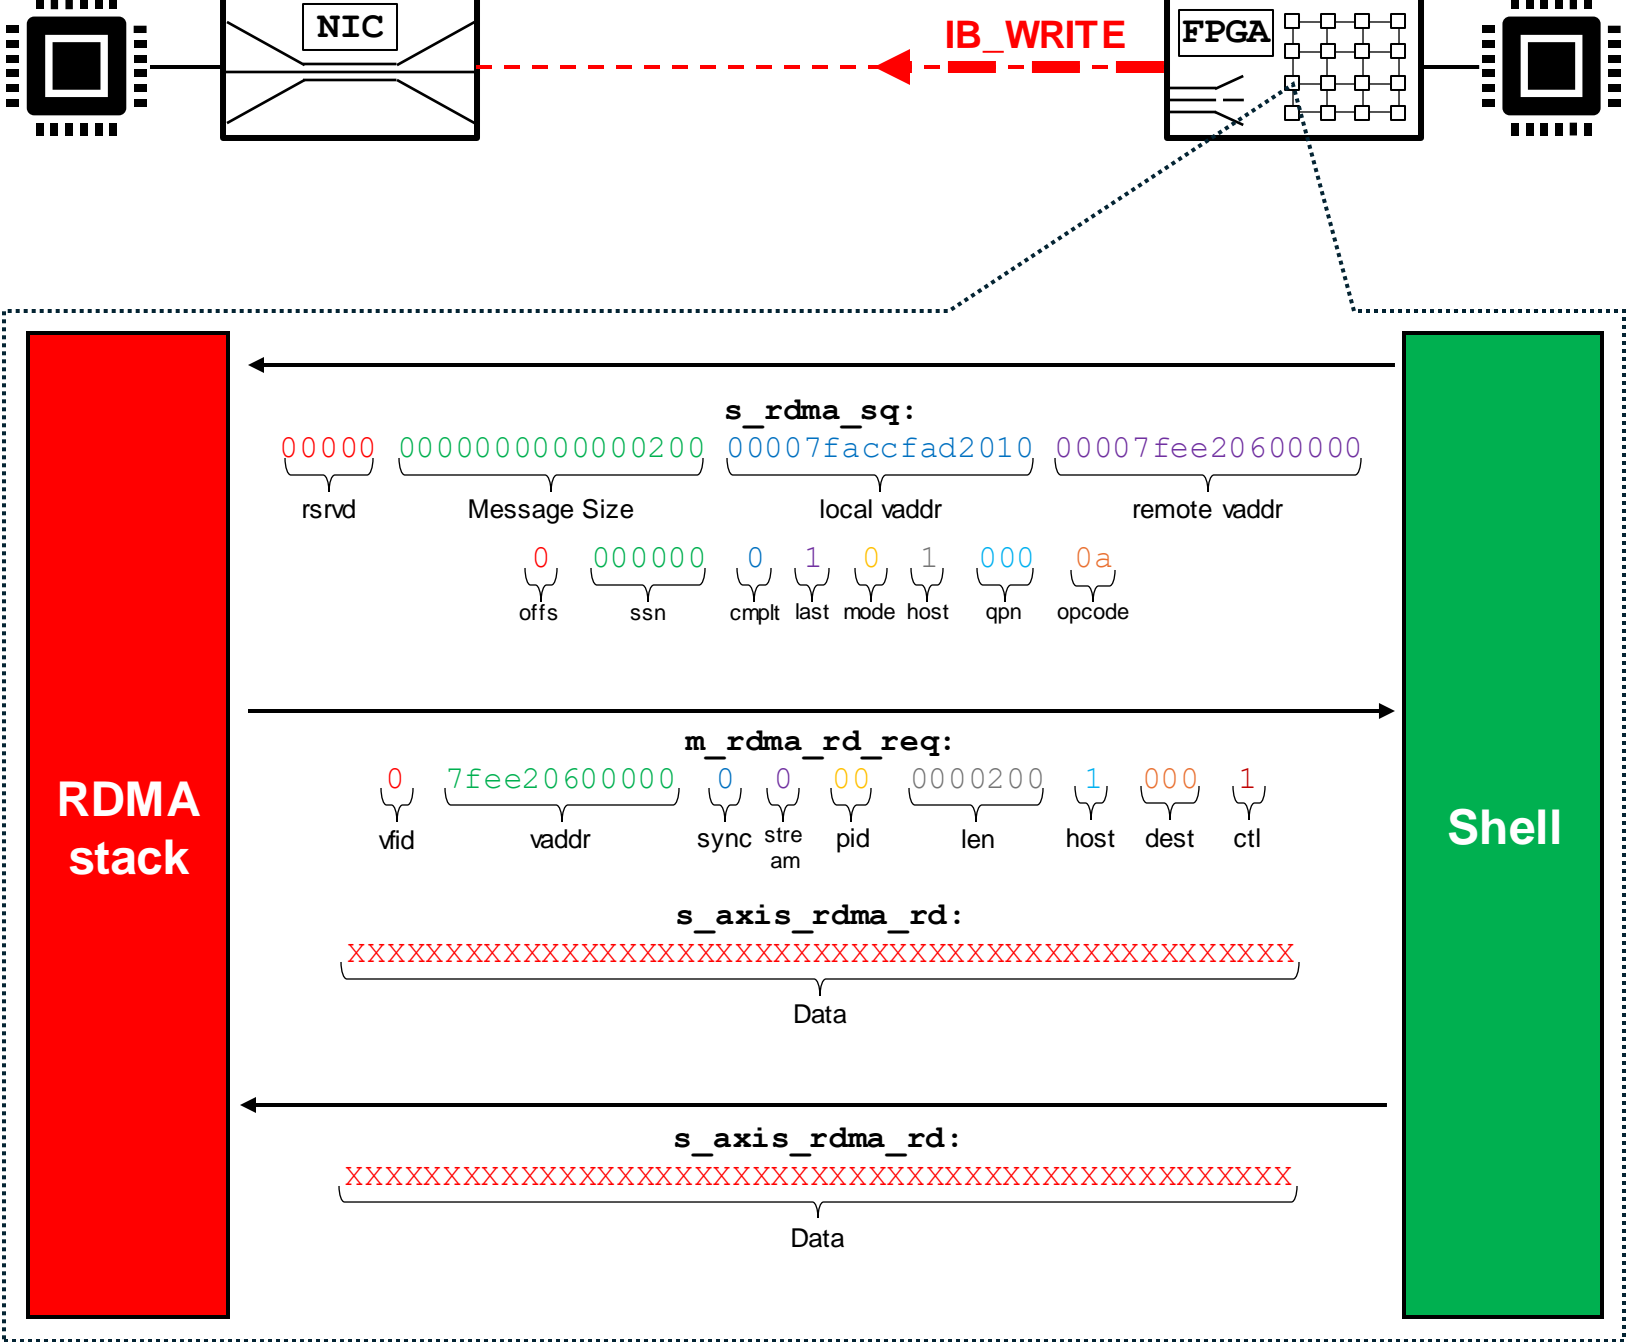 NIC
IB_WRITE
FPGA
s_rdma_sq:
00000 0000000000000200 00007faccfad2010 00007fee20600000
rsrvd Message Size local vaddr remote vaddr
0 000000 0 1 0 1 000 0a
offs ssn cmplt last mode host qpn opcode
m_rdma_rd_req:
0 7fee20600000 0 0 00 0000200 1 000 1
vfid vaddr sync stre am pid len host dest ctl
RDMA
stack
Shell
s_axis_rdma_rd:
XXXXXXXXXXXXXXXXXXXXXXXXXXXXXXXXXXXXXXXXXXXXXXXXX
Data
s_axis_rdma_rd:
XXXXXXXXXXXXXXXXXXXXXXXXXXXXXXXXXXXXXXXXXXXXXXXXX
Data